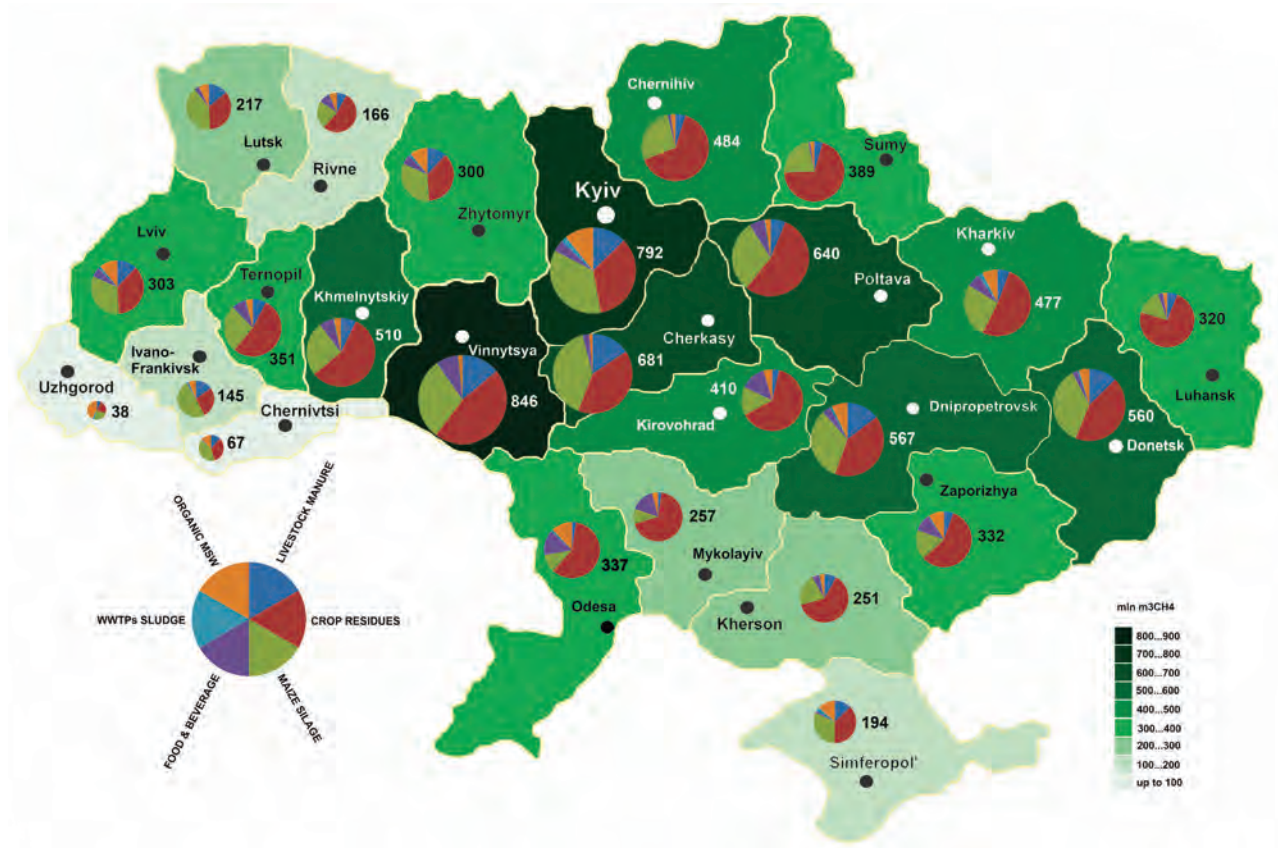 217
Lutsk
166
Rivne
300
Zhytomyr
Kyiv
792
Chernihiv
484
Sumy
389
Lviv
303
Ternopil
351
Khmelnytskiy
510
Vinnytsya
846
Cherkasy
681
640
Poltava
Kharkiv
477
320
Luhansk
Uzhgorod
38
Ivano-
Frankivsk
145
Chernivtsi
67
410
Kirovohrad
Dnipropetrovsk
567
560
Donetsk
Zaporizhya
332
257
Mykolayiv
337
Odesa
251
Kherson
194
Simferopol'
ORGANIC MSW
LIVESTOCK MANURE
WWTPs SLUDGE
CROP RESIDUES
FOOD & BEVERAGE
MAIZE SILAGE
mln m3CH4
800...900
700...800
600...700
500...600
400...500
300...400
200...300
100...200
up to 100